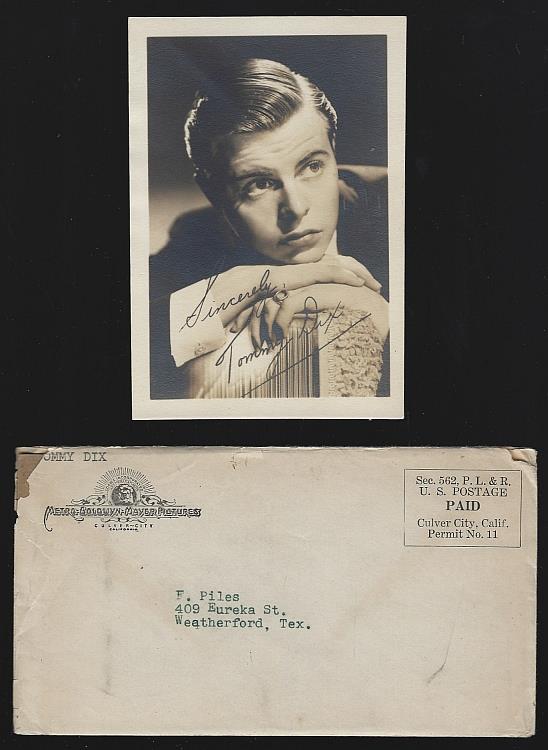 Sincerely
Tommy Dix
OMMY DIX
METRO-GOLDWYN-MAYER PICTURES
CULVER-CITY
CALIFORNIA
Sec. 562, P. L. & R.
U. S. POSTAGE
PAID
Culver City, Calif.
Permit No. 11
F. Piles
409 Eureka St.
Weatherford, Tex.